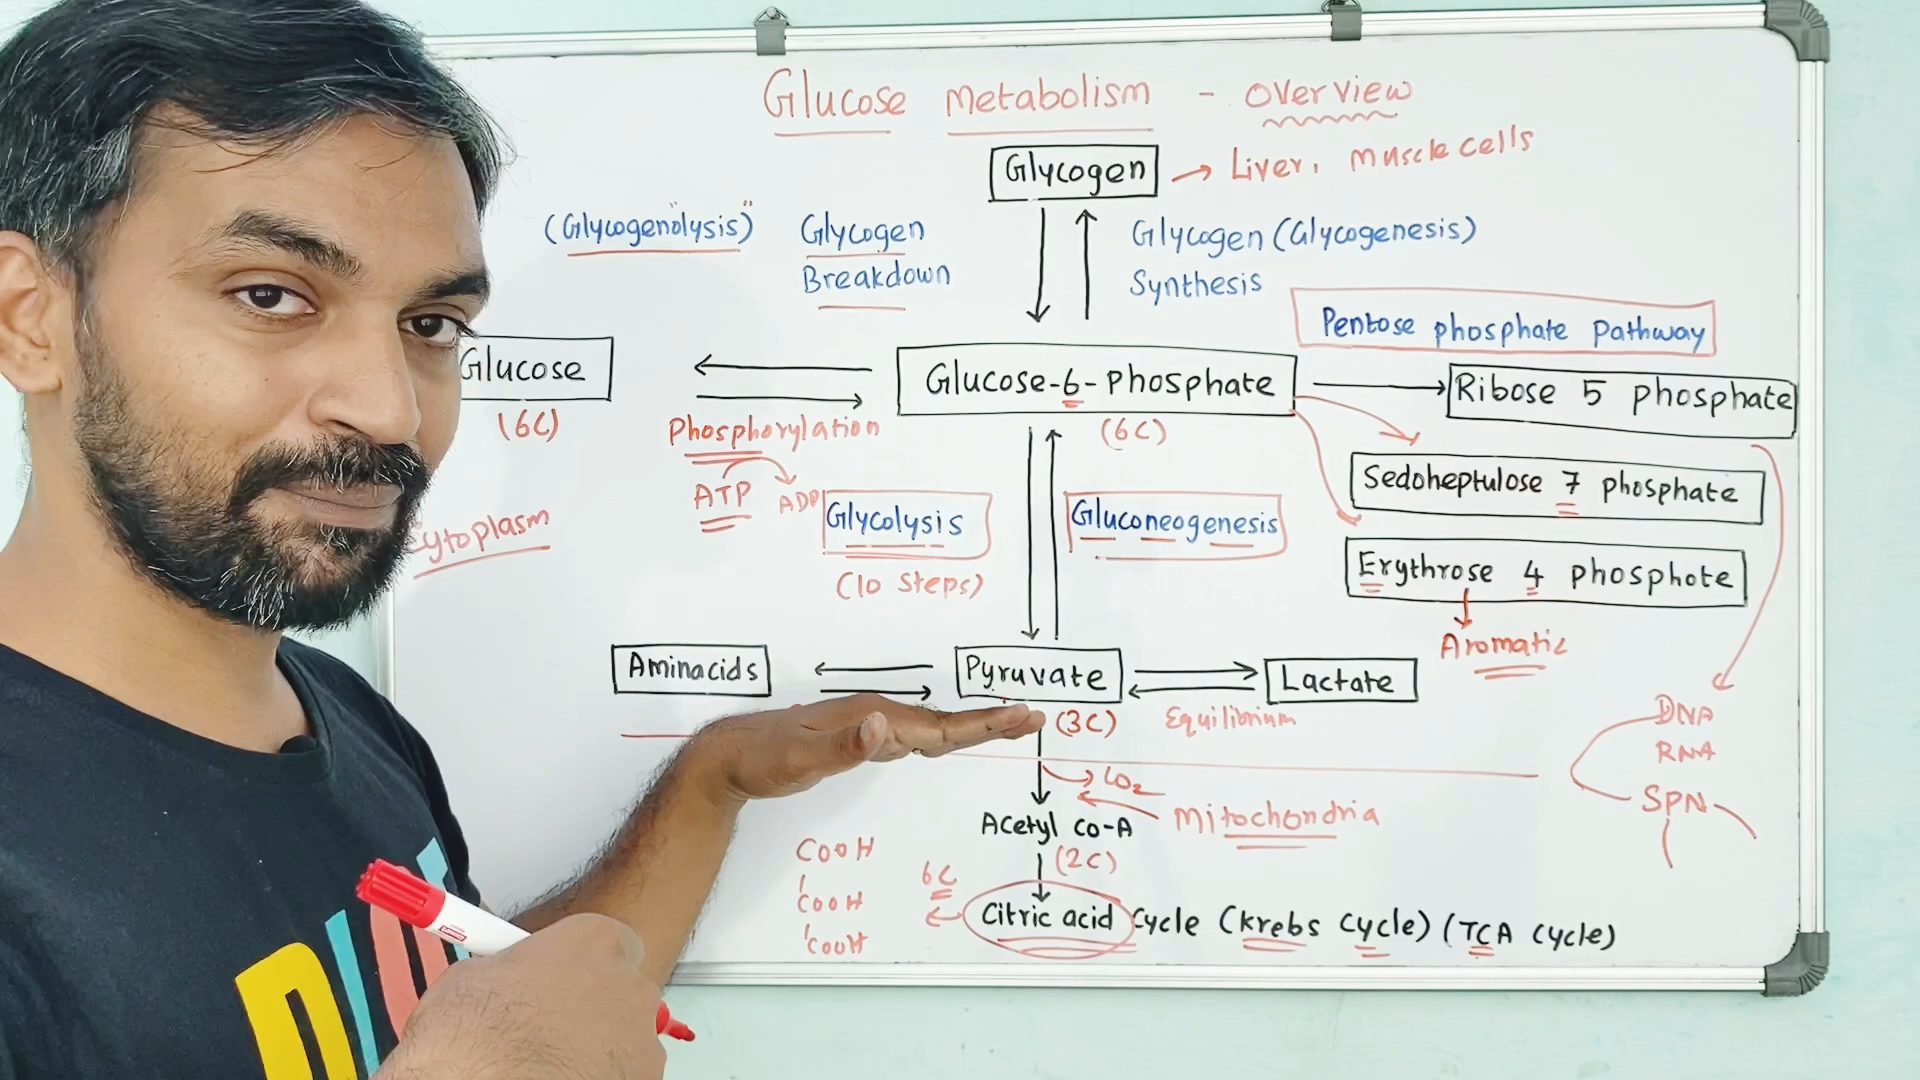 Glucose Metabolism - Overview
Glycogen → Liver, Muscle cells
(Glycogen"olysis") Glycogen Breakdown
Glycogen (Glycogenesis) Synthesis
Pentose phosphate Pathway
Glucose
(6C)
Phosphorylation
ATP ADP
Glucose-6-Phosphate
(6C)
Ribose 5 phosphate
Sedoheptulose 7 phosphate
Erythrose 4 phosphote
Aromatic
Cytoplasm
Glycolysis
(10 Steps)
Gluconeogenesis
Aminacids
Pyruvate
(3C)
Lactate
Equilibrium
DNA
RNA
SPN
CO2
Mitochondria
Acetyl Co-A
(2C)
COOH
COOH
COOH
6C
Citric acid Cycle (Krebs Cycle) (TCA Cycle)